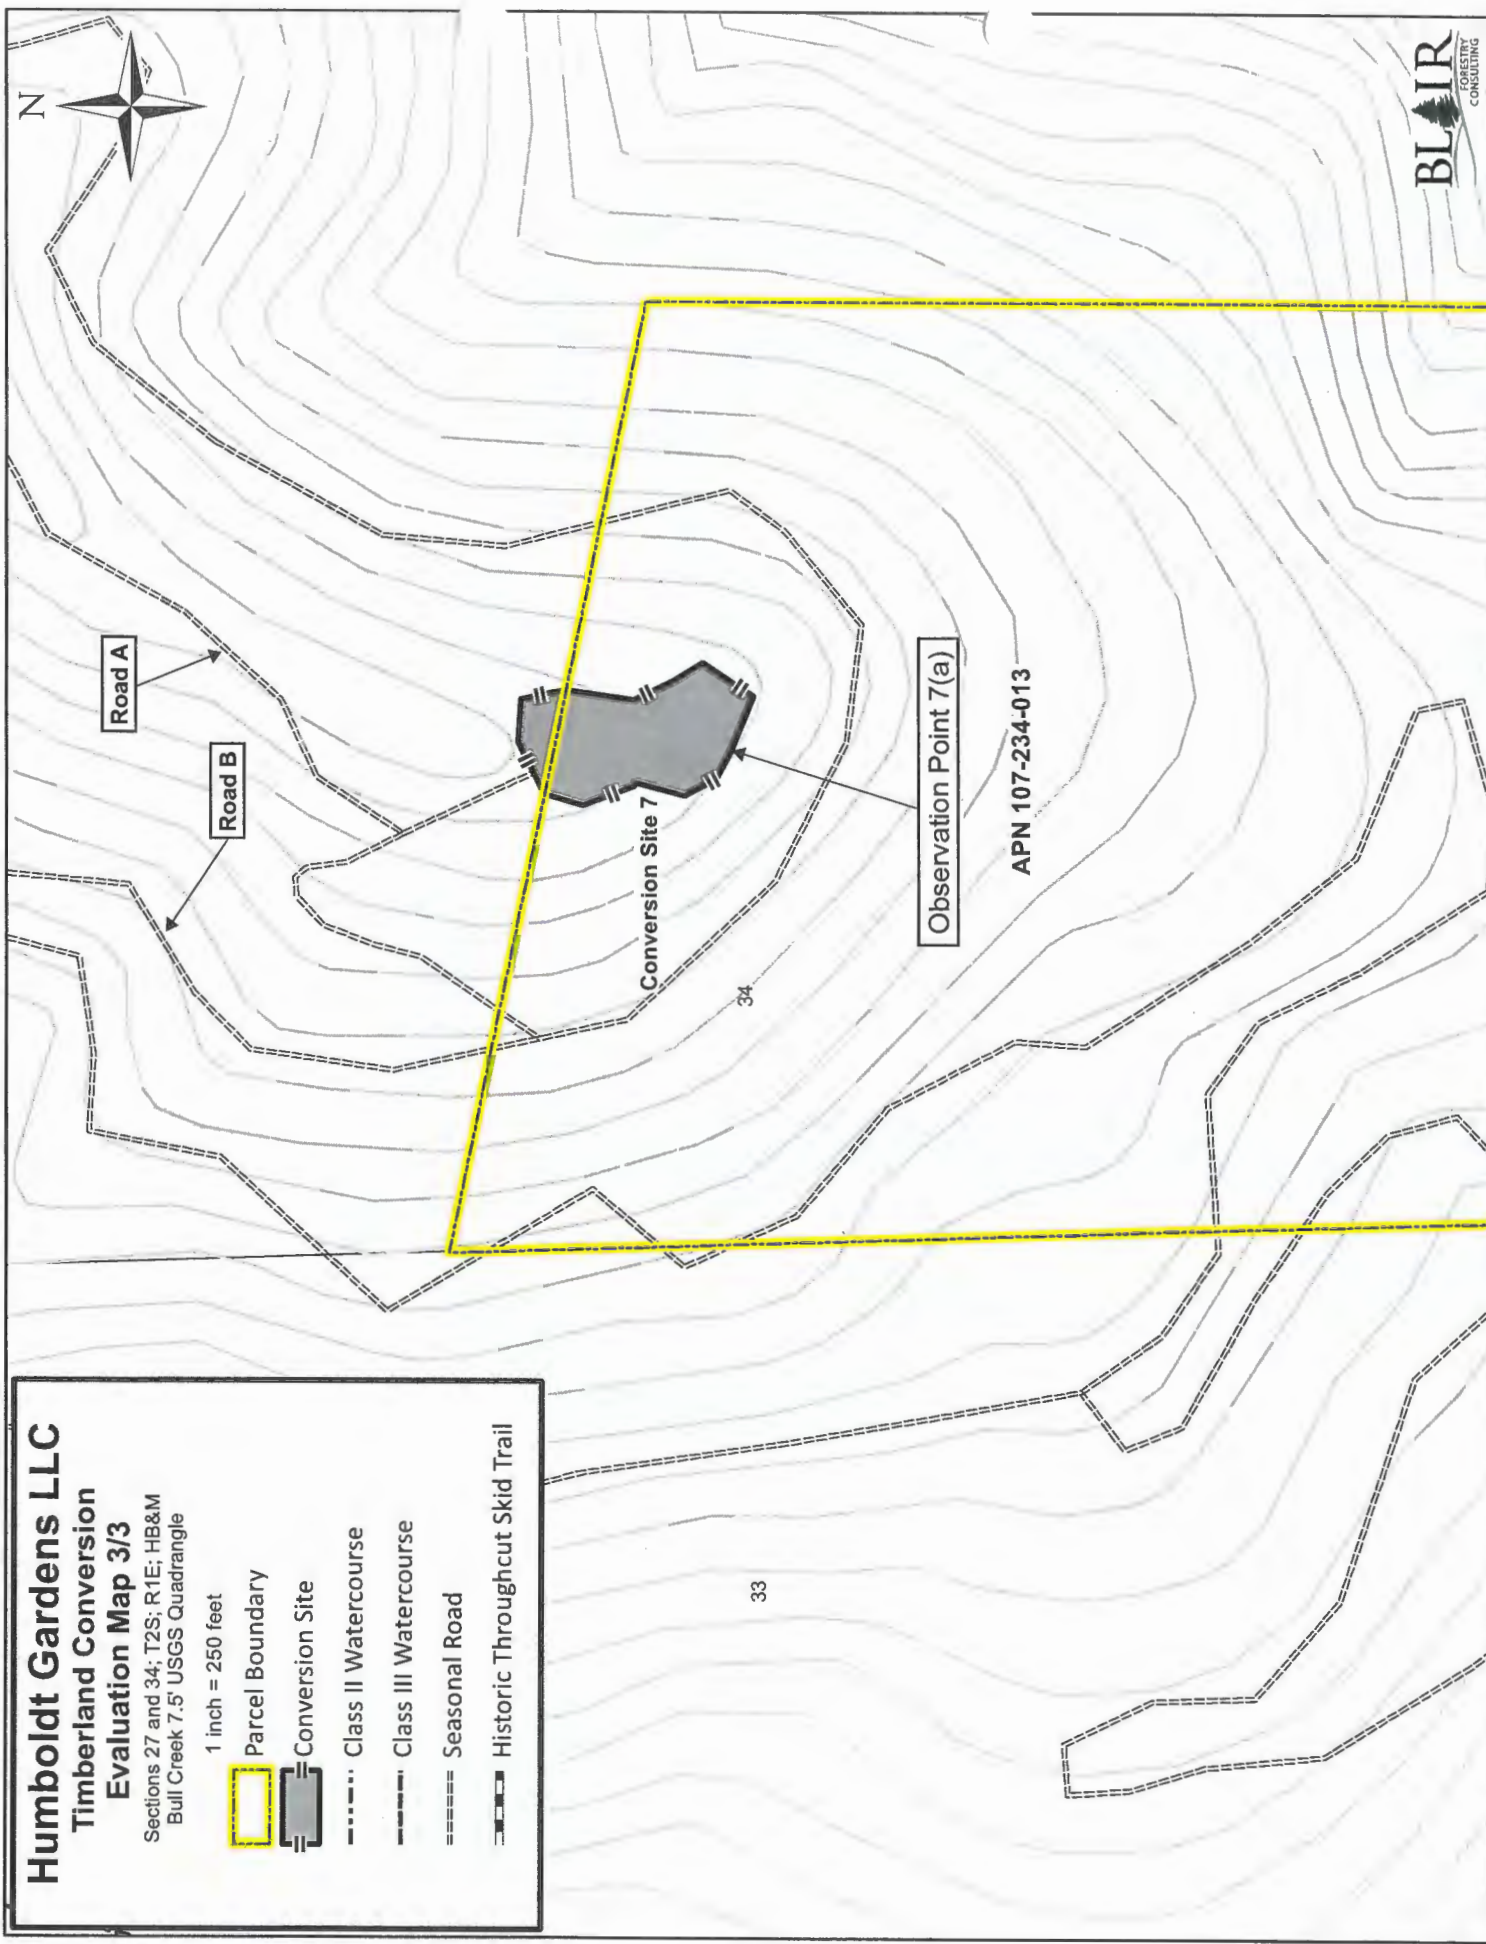 Humboldt Gardens LLC
Timberland Conversion
Evaluation Map 3/3
Sections 27 and 34; T2S; R1E; HB&M
Bull Creek 7.5' USGS Quadrangle
1 inch = 250 feet
Parcel Boundary
Conversion Site
Class II Watercourse
Class III Watercourse
Seasonal Road
Historic Throughcut Skid Trail
N
Road A
Road B
Conversion Site 7
34
Observation Point 7(a)
APN 107-234-013
33
BLAIR
FORESTRY
CONSULTING